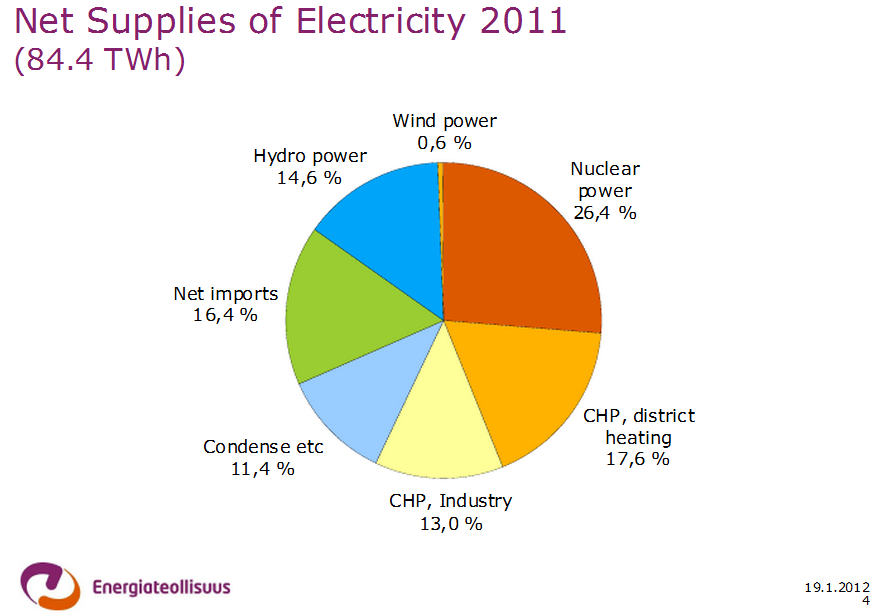 Net Supplies of Electricity 2011
(84.4 TWh)
Wind power
0,6 %
Hydro power
14,6 %
Nuclear
power
26,4 %
Net imports
16,4 %
CHP, district
heating
17,6 %
Condense etc
11,4 %
CHP, Industry
13,0 %
Energiateollisuus
19.1.2012
4